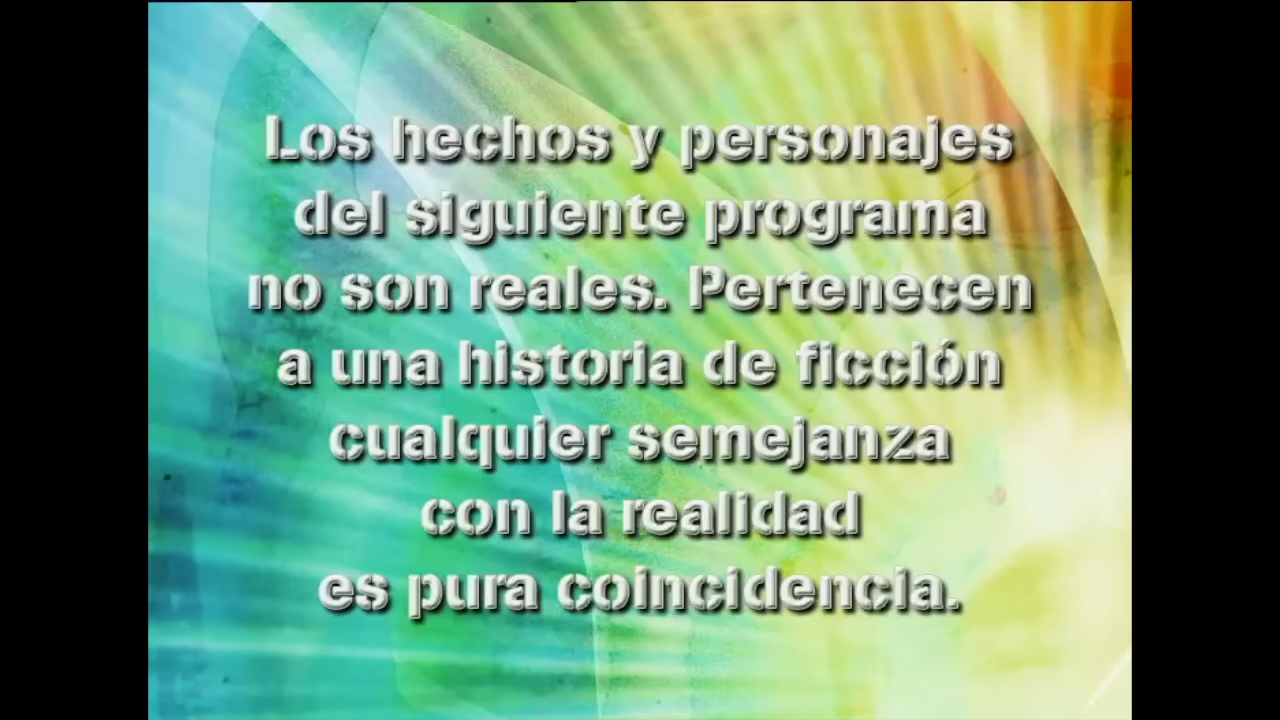 Los hechos y personajes
del siguiente programa
no son reales. Pertenecen
a una historia de ficción
cualquier semejanza
con la realidad
es pura coincidencia.